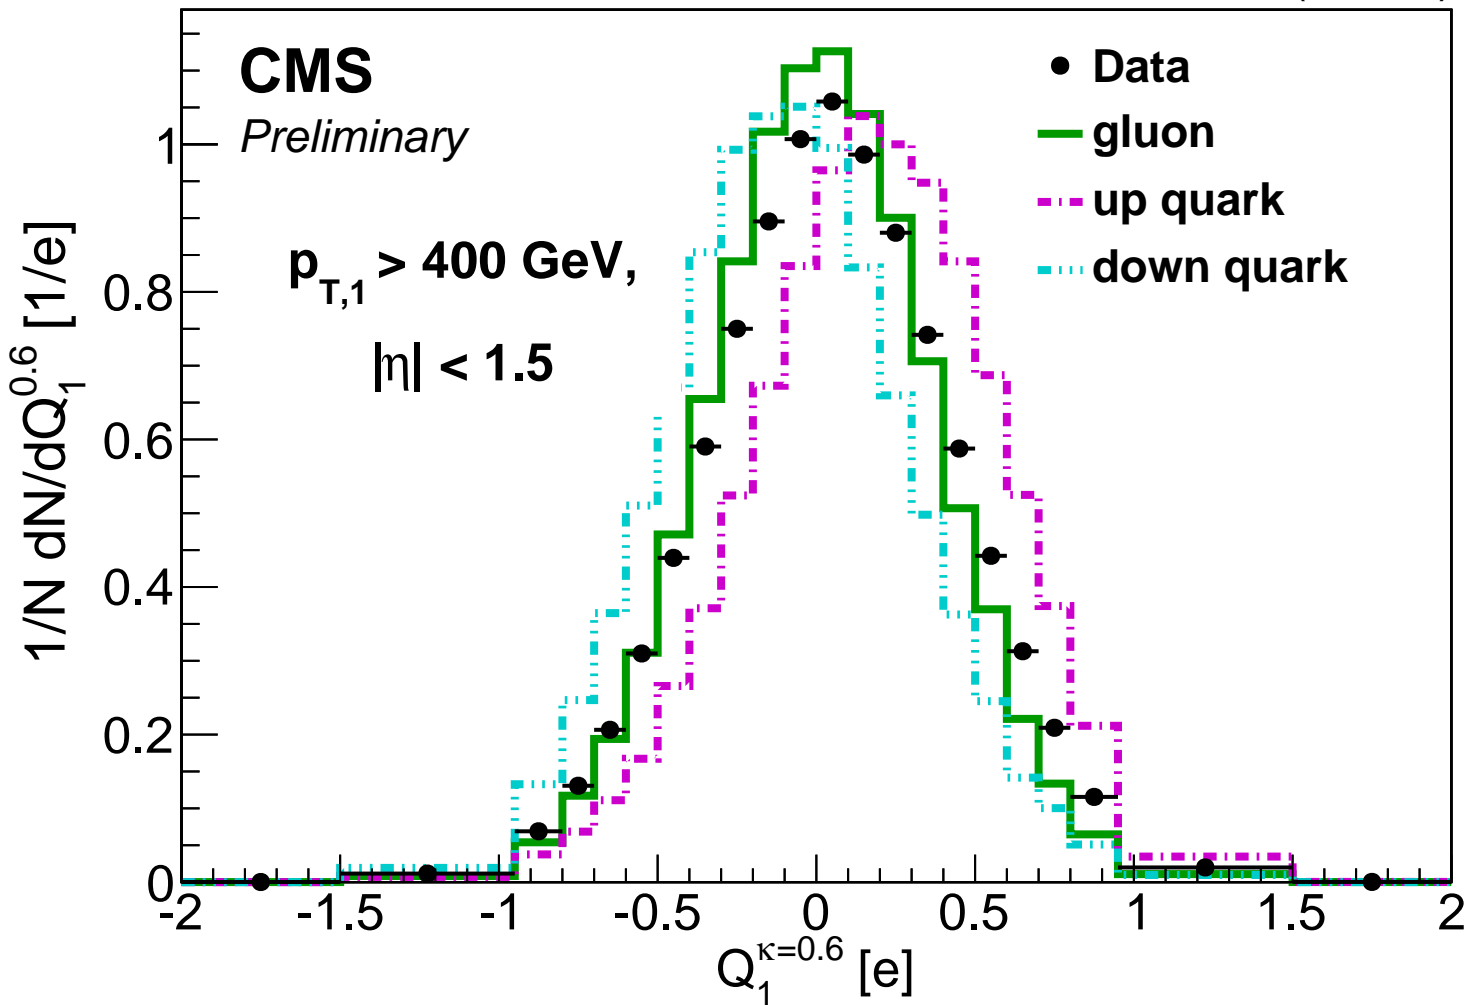 CMS
Preliminary
p_T,1 > 400 GeV,
|η| < 1.5
Data
gluon
up quark
down quark
1/N dN/dQ_1^0.6 [1/e]
1
0.8
0.6
0.4
0.2
0
-2 -1.5 -1 -0.5 0 0.5 1 1.5 2
Q_1^κ=0.6 [e]